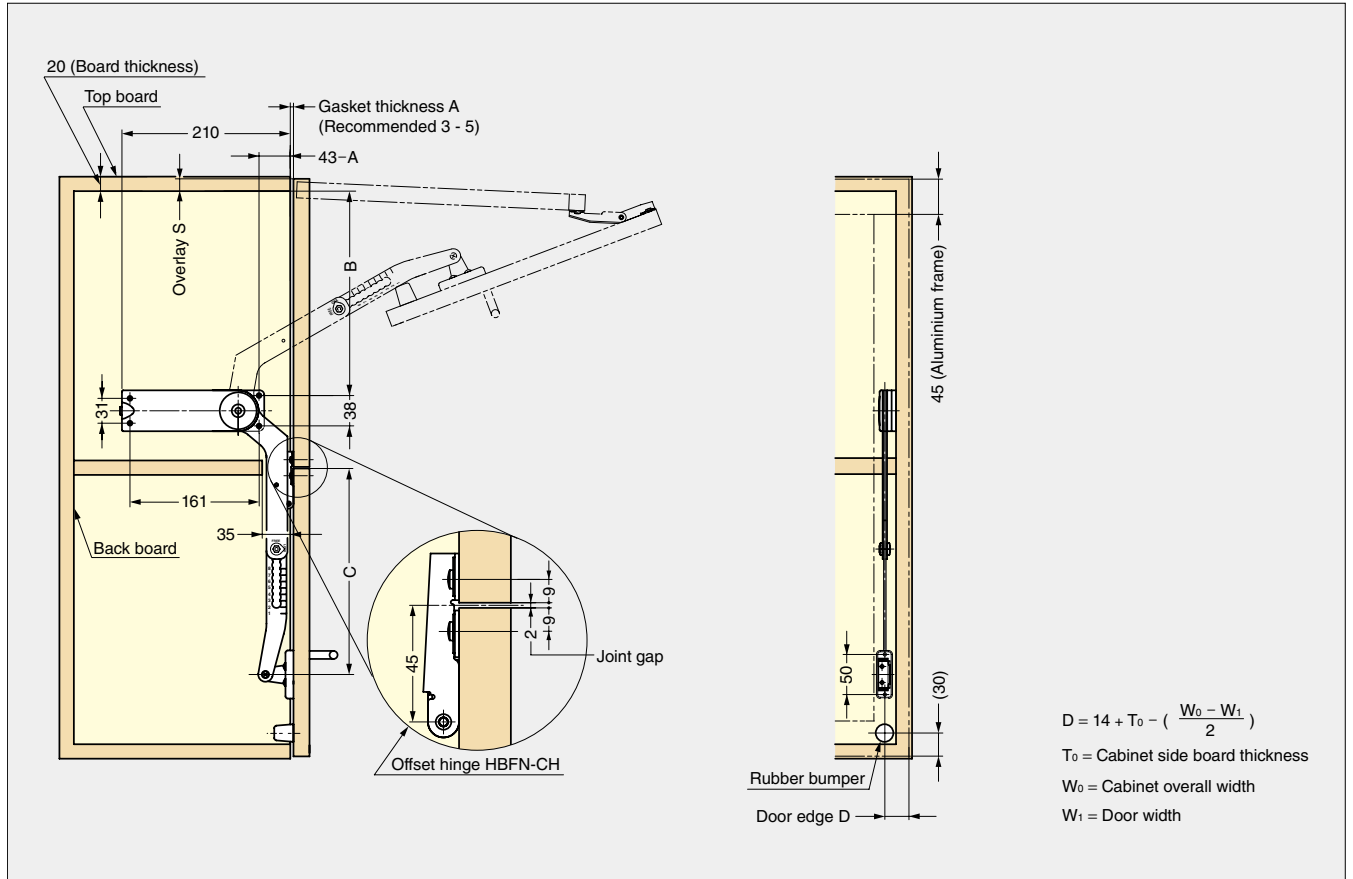 20 (Board thickness)
Top board
210
Gasket thickness A
(Recommended 3 - 5)
43−A
Overlay S
B
45 (Aluminium frame)
31
38
161
35
Back board
C
9
2
9
45
Joint gap
Offset hinge HBFN-CH
50
(30)
Rubber bumper
Door edge D
D = 14 + T₀ − ( W₀ − W₁ / 2 )
T₀ = Cabinet side board thickness
W₀ = Cabinet overall width
W₁ = Door width